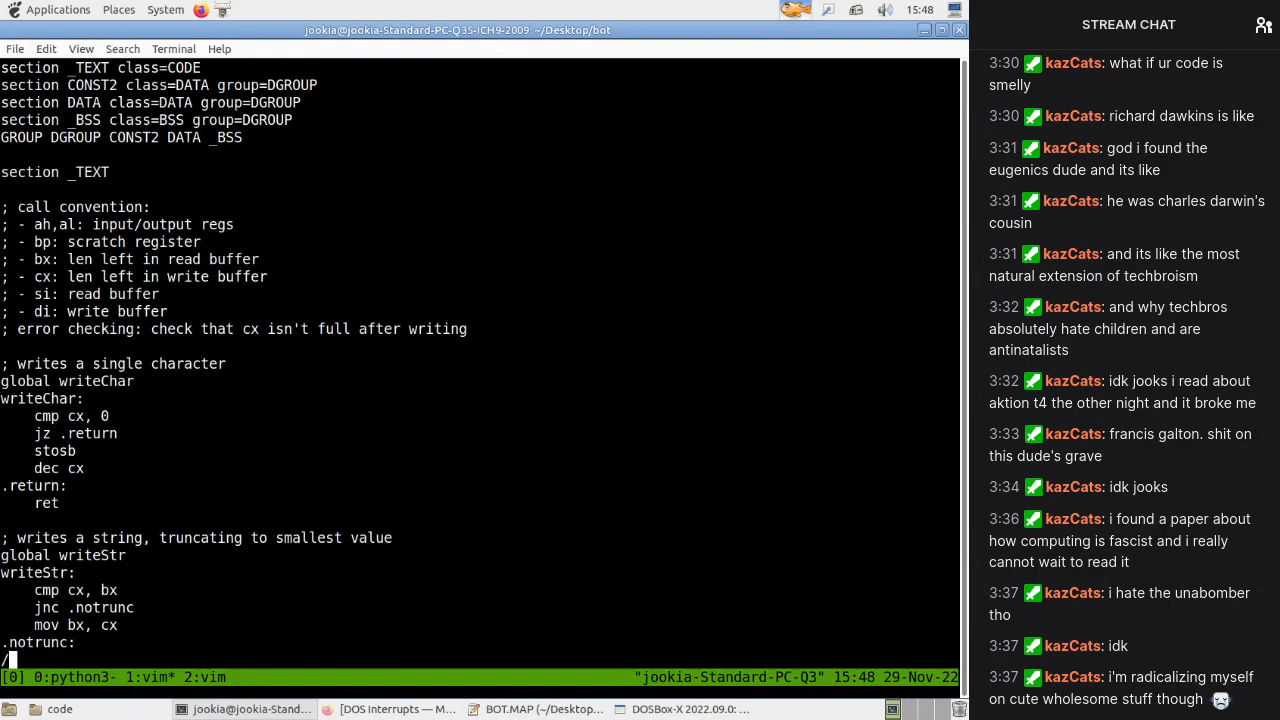 Applications Places System 15:48
jookia@jookia-Standard-PC-Q35-ICH9-2009: ~/Desktop/bot
File Edit View Search Terminal Help
section _TEXT class=CODE
section CONST2 class=DATA group=DGROUP
section DATA class=DATA group=DGROUP
section _BSS class=BSS group=DGROUP
GROUP DGROUP CONST2 DATA _BSS
section _TEXT
; call convention:
; - ah,al: input/output regs
; - bp: scratch register
; - bx: len left in read buffer
; - cx: len left in write buffer
; - si: read buffer
; - di: write buffer
; error checking: check that cx isn't full after writing
; writes a single character
global writeChar
writeChar:
cmp cx, 0
jz .return
stosb
dec cx
.return:
ret
; writes a string, truncating to smallest value
global writeStr
writeStr:
cmp cx, bx
jnc .notrunc
mov bx, cx
.notrunc:
/
[0] 0:python3- 1:vim* 2:vim "jookia-Standard-PC-Q3" 15:48 29-Nov-22
code jookia@jookia-Stand... [DOS Interrupts — M... BOT.MAP (~/Desktop... DOSBox-X 2022.09.0: ...
STREAM CHAT
3:30 kazCats: what if ur code is
smelly
3:30 kazCats: richard dawkins is like
3:31 kazCats: god i found the
eugenics dude and its like
3:31 kazCats: he was charles darwin's
cousin
3:31 kazCats: and its like the most
natural extension of techbroism
3:32 kazCats: and why techbros
absolutely hate children and are
antinatalists
3:32 kazCats: idk jooks i read about
aktion t4 the other night and it broke me
3:33 kazCats: francis galton. shit on
this dude's grave
3:34 kazCats: idk jooks
3:36 kazCats: i found a paper about
how computing is fascist and i really
cannot wait to read it
3:37 kazCats: i hate the unabomber
tho
3:37 kazCats: idk
3:37 kazCats: i'm radicalizing myself
on cute wholesome stuff though